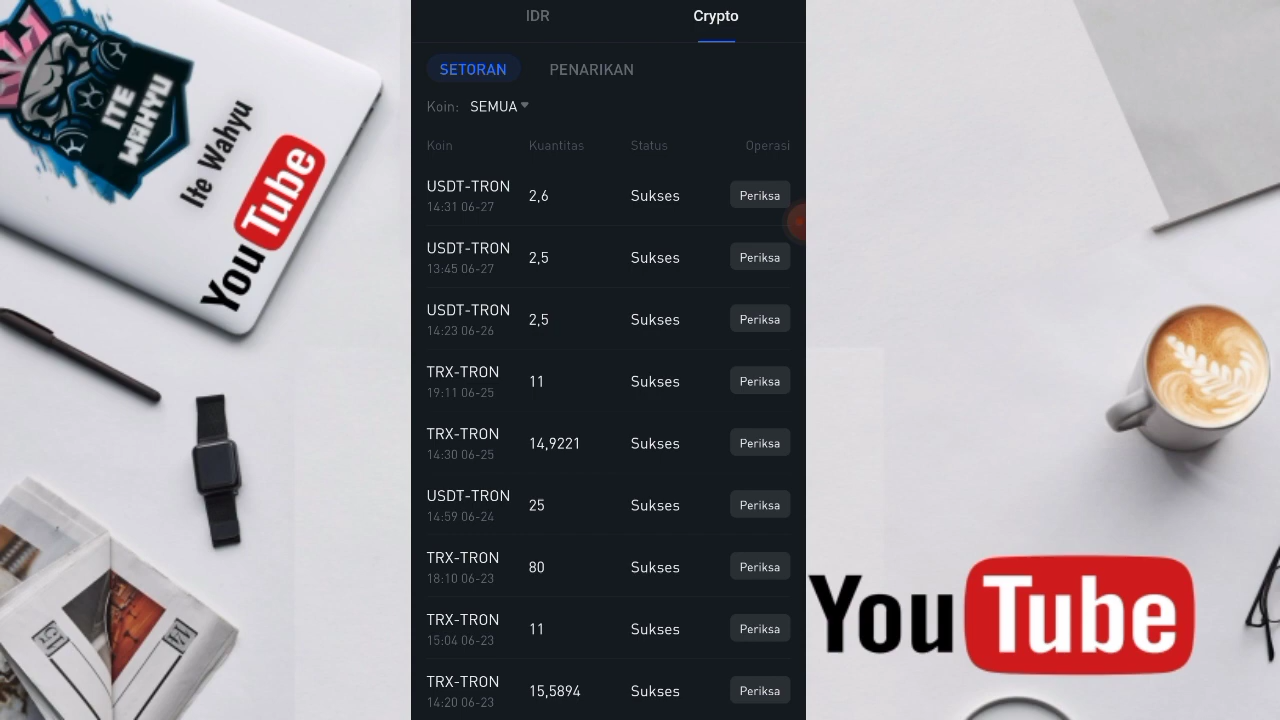 ITE
WAHYU
Ite Wahyu
YouTube
IDR
Crypto
SETORAN
PENARIKAN
Koin: SEMUA
Koin Kuantitas Status Operasi
USDT-TRON 2,6 Sukses Periksa
14:31 06-27
USDT-TRON 2,5 Sukses Periksa
13:45 06-27
USDT-TRON 2,5 Sukses Periksa
14:23 06-26
TRX-TRON 11 Sukses Periksa
19:11 06-25
TRX-TRON 14,9221 Sukses Periksa
14:30 06-25
USDT-TRON 25 Sukses Periksa
14:59 06-24
TRX-TRON 80 Sukses Periksa
18:10 06-23
TRX-TRON 11 Sukses Periksa
15:04 06-23
TRX-TRON 15,5894 Sukses Periksa
14:20 06-23
YouTube